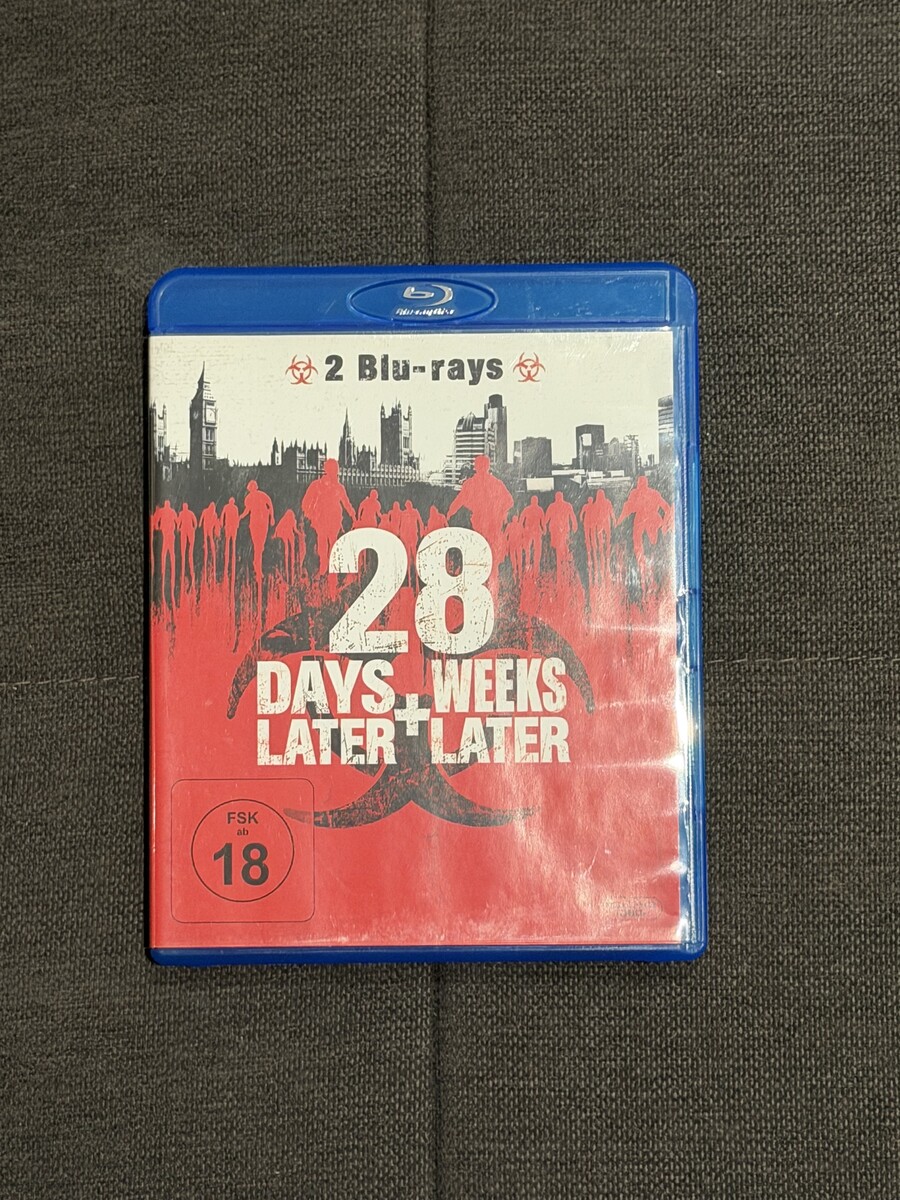 Blu-ray Disc
2 Blu-rays
28
DAYS WEEKS
LATER + LATER
FSK
ab
18